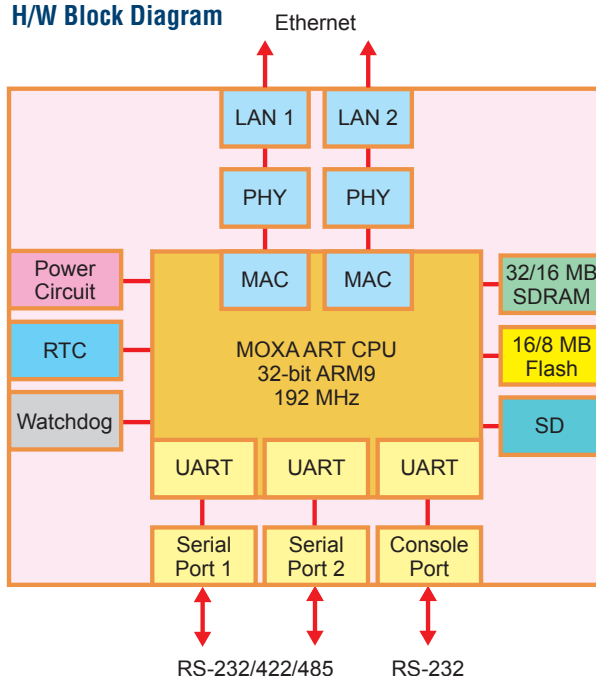 H/W Block Diagram
Ethernet
LAN 1
LAN 2
PHY
PHY
MAC
MAC
Power
Circuit
RTC
Watchdog
MOXA ART CPU
32-bit ARM9
192 MHz
32/16 MB
SDRAM
16/8 MB
Flash
SD
UART
UART
UART
Serial
Port 1
Serial
Port 2
Console
Port
RS-232/422/485
RS-232